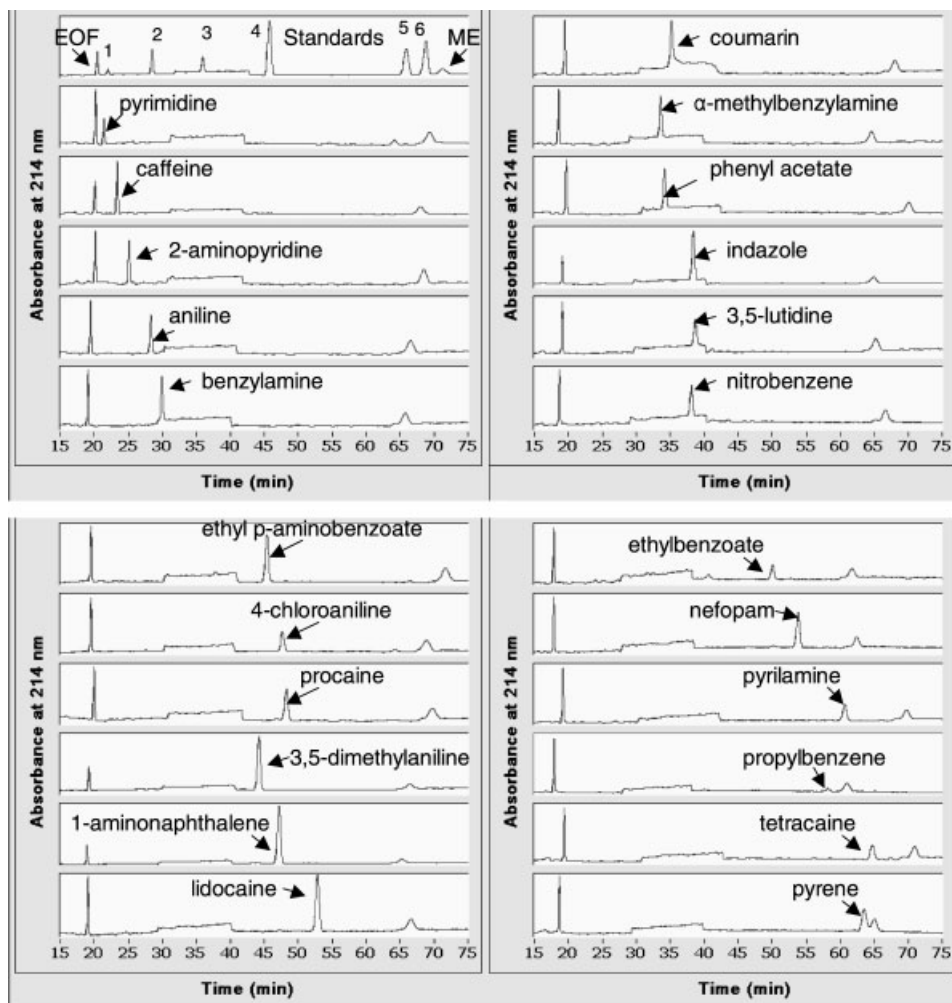 EOF 1 2 3 4 Standards 5 6 ME
pyrimidine
caffeine
2-aminopyridine
aniline
benzylamine
15 20 25 30 35 40 45 50 55 60 65 70 75
Time (min)
Absorbance at 214 nm
coumarin
α-methylbenzylamine
phenyl acetate
indazole
3,5-lutidine
nitrobenzene
15 20 25 30 35 40 45 50 55 60 65 70 75
Time (min)
Absorbance at 214 nm
ethyl p-aminobenzoate
4-chloroaniline
procaine
3,5-dimethylaniline
1-aminonaphthalene
lidocaine
15 20 25 30 35 40 45 50 55 60 65 70 75
Time (min)
Absorbance at 214 nm
ethylbenzoate
nefopam
pyrilamine
propylbenzene
tetracaine
pyrene
15 20 25 30 35 40 45 50 55 60 65 70 75
Time (min)
Absorbance at 214 nm